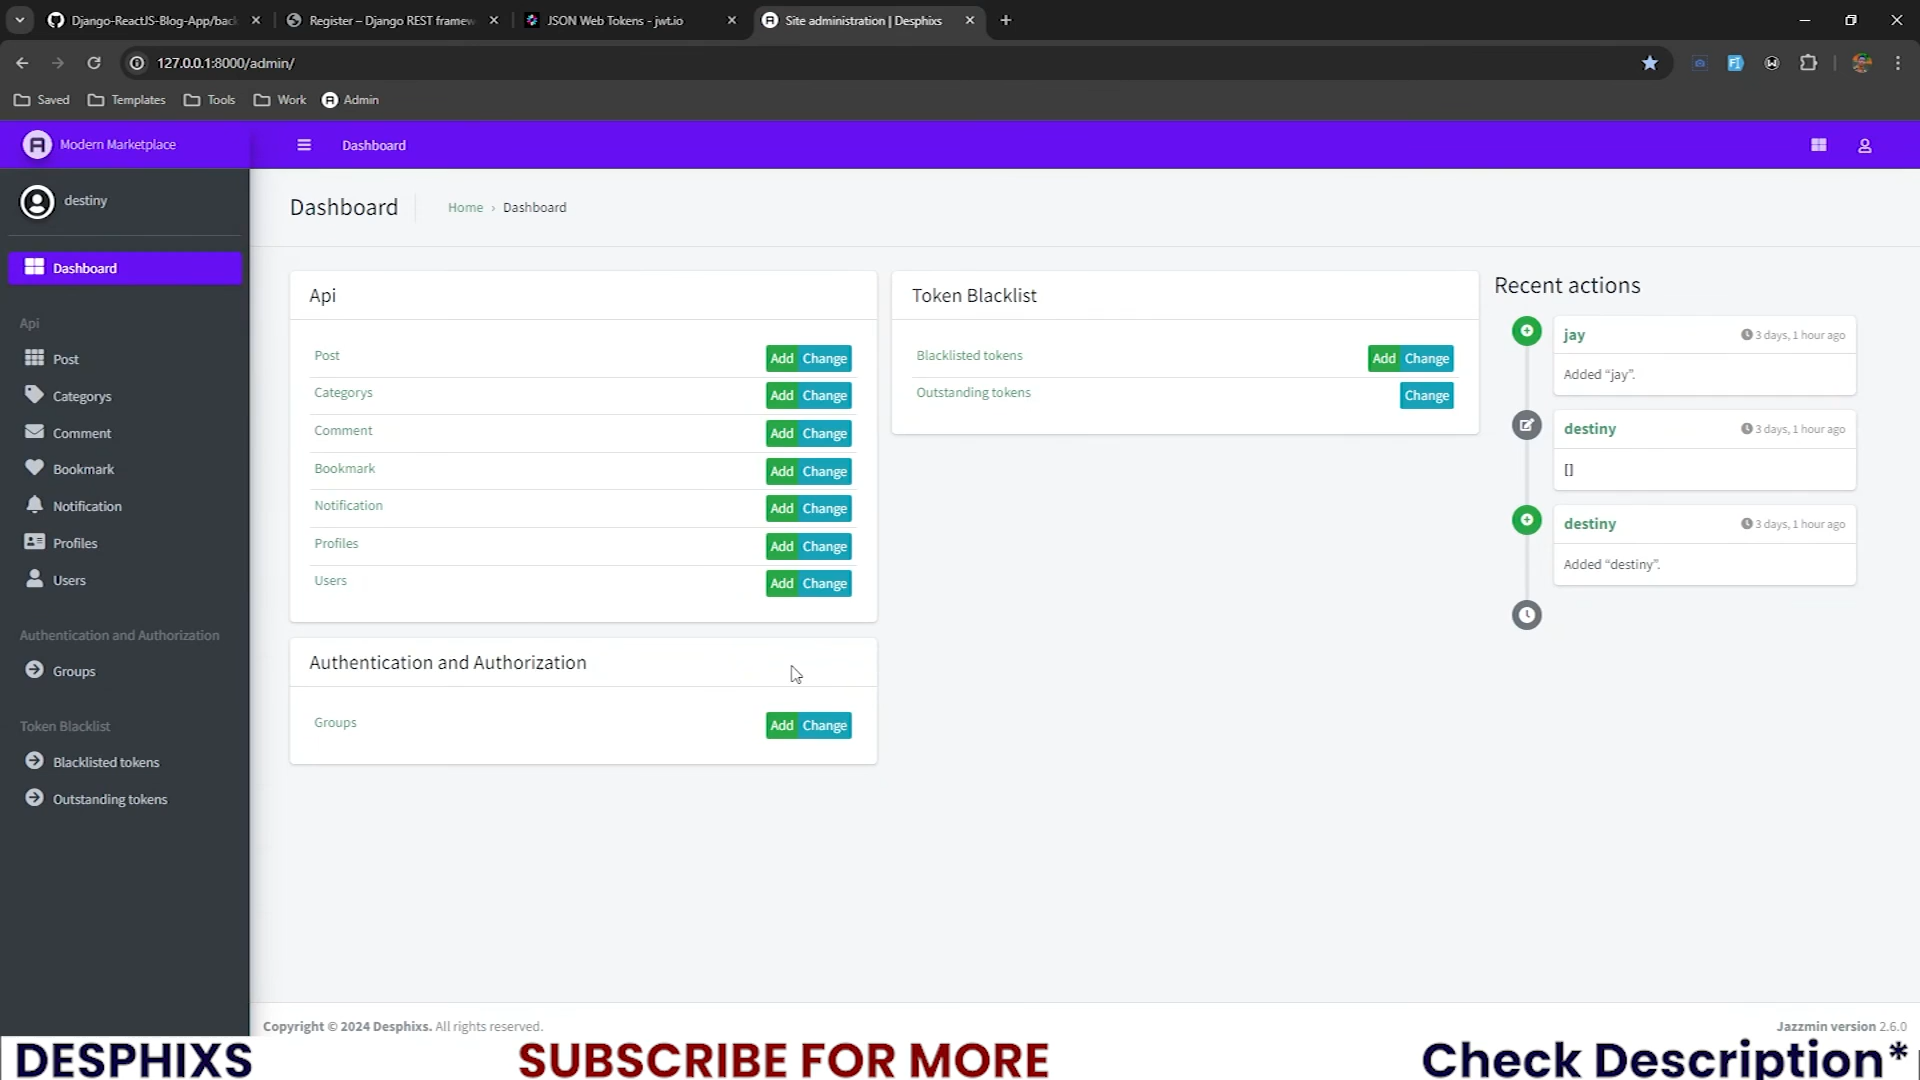 Django-ReactJS-Blog-App/back
Register – Django REST framew
JSON Web Tokens - jwt.io
Site administration | Desphixs
127.0.0.1:8000/admin/
Saved
Templates
Tools
Work
Admin
Modern Marketplace
Dashboard
destiny
Dashboard
Api
Post
Categorys
Comment
Bookmark
Notification
Profiles
Users
Authentication and Authorization
Groups
Token Blacklist
Blacklisted tokens
Outstanding tokens
Dashboard
Home › Dashboard
Api
Post Add Change
Categorys Add Change
Comment Add Change
Bookmark Add Change
Notification Add Change
Profiles Add Change
Users Add Change
Authentication and Authorization
Groups Add Change
Token Blacklist
Blacklisted tokens Add Change
Outstanding tokens Change
Recent actions
jay 3 days, 1 hour ago
Added “jay”.
destiny 3 days, 1 hour ago
[]
destiny 3 days, 1 hour ago
Added “destiny”.
Copyright © 2024 Desphixs. All rights reserved.
Jazzmin version 2.6.0
DESPHIXS
SUBSCRIBE FOR MORE
Check Description*